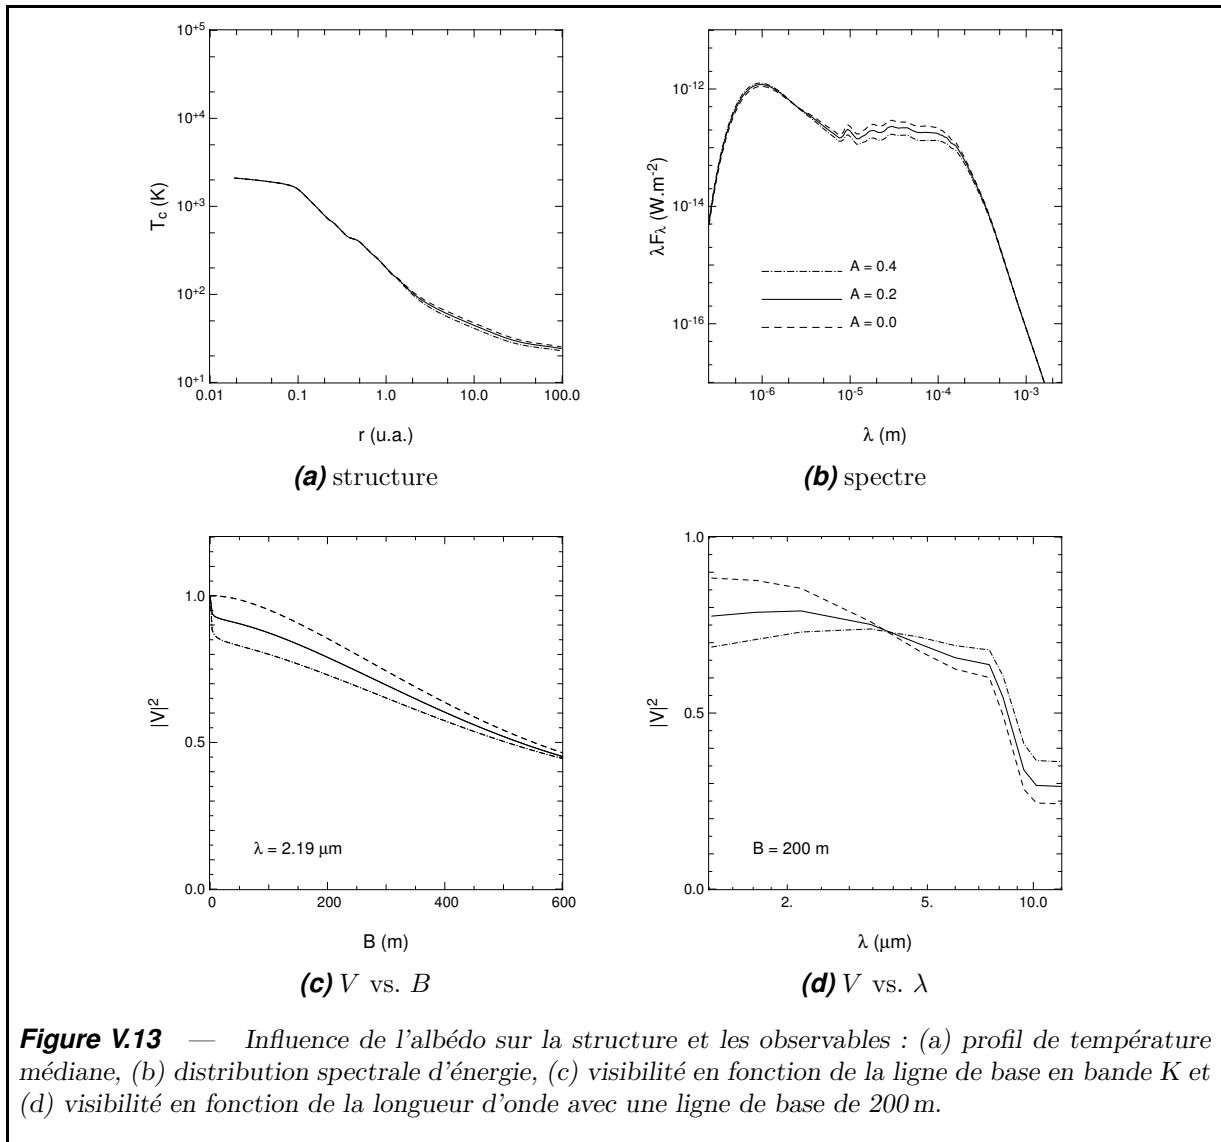 10+5
10+4
10+3
10+2
10+1
T_c (K)
0.01 0.1 1.0 10.0 100.0
r (u.a.)
(a) structure
10-12
10-14
10-16
λFλ (W.m-2)
A = 0.4
A = 0.2
A = 0.0
10-6 10-5 10-4 10-3
λ (m)
(b) spectre
1.0
0.5
0.0
|V|2
λ = 2.19 μm
0 200 400 600
B (m)
(c) V vs. B
1.0
0.5
0.0
|V|2
B = 200 m
2. 5. 10.0
λ (μm)
(d) V vs. λ
Figure V.13 — Influence de l'albédo sur la structure et les observables : (a) profil de température
médiane, (b) distribution spectrale d'énergie, (c) visibilité en fonction de la ligne de base en bande K et
(d) visibilité en fonction de la longueur d'onde avec une ligne de base de 200 m.